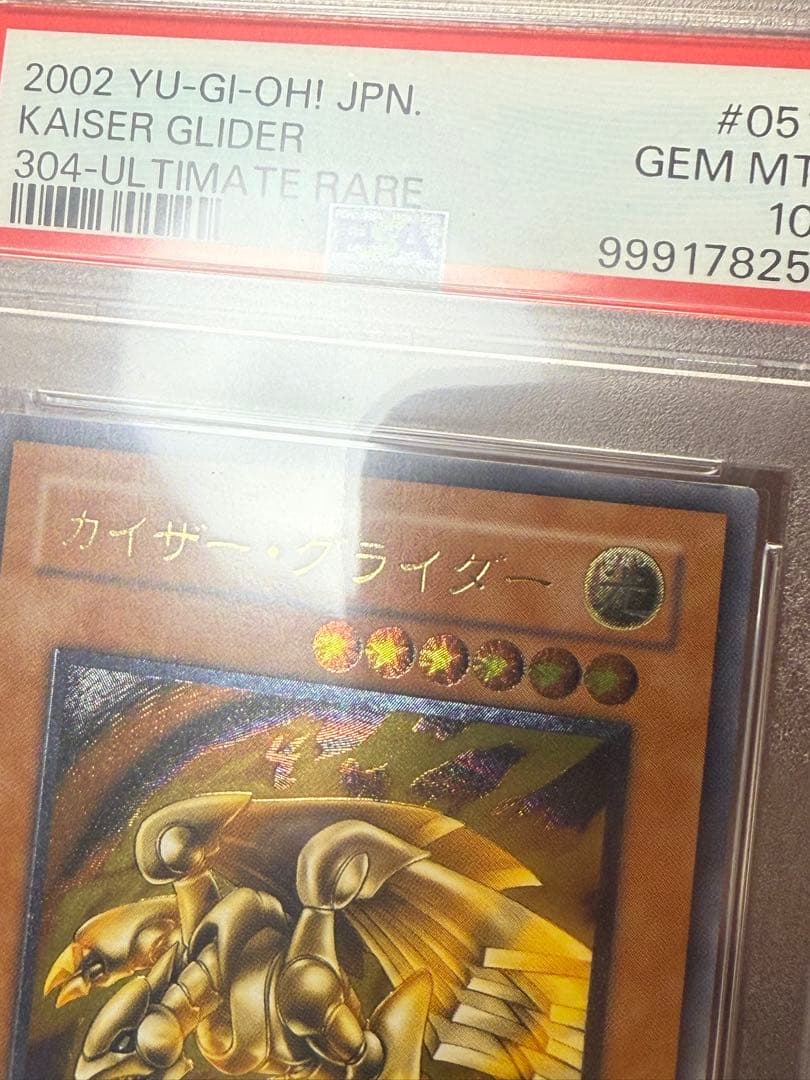 2002 YU-GI-OH! JPN.
#05
KAISER GLIDER
GEM MT
304-ULTIMATE RARE
10
PSA
99917825
カイザー・グライダー
光